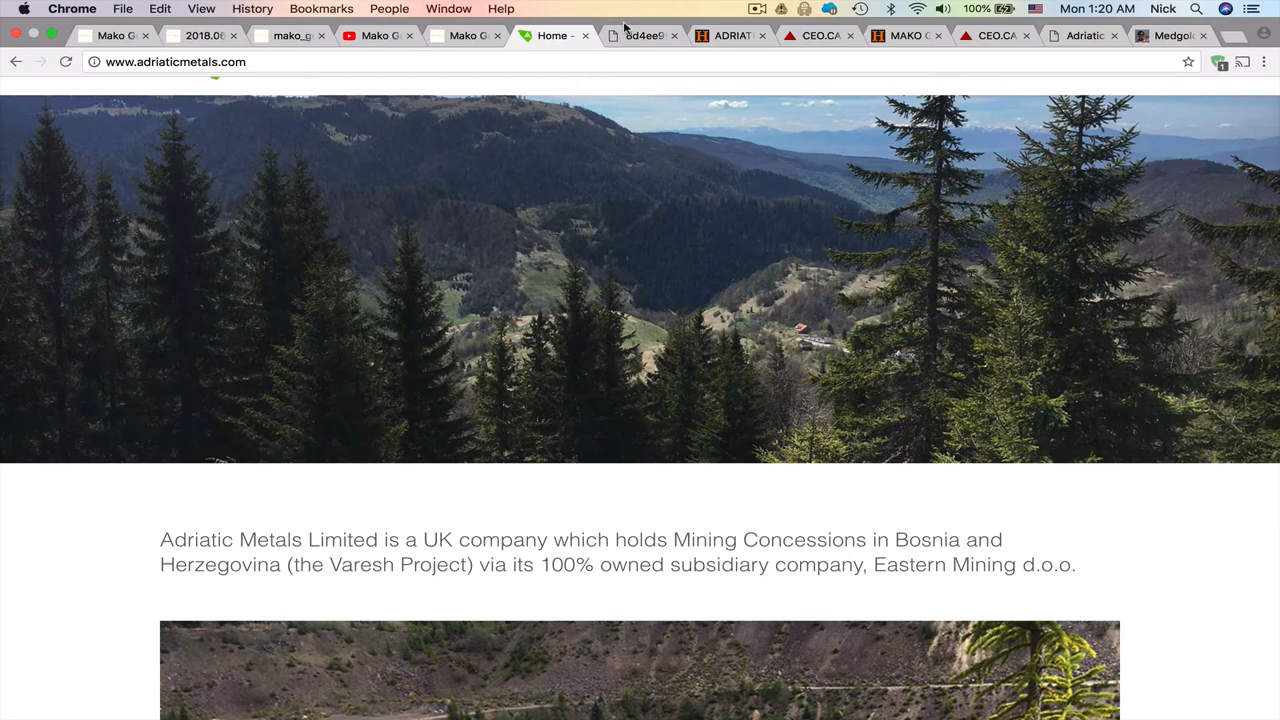 Chrome File Edit View History Bookmarks People Window Help 100% Mon 1:20 AM Nick
Mako G 2018.06 mako_g Mako G Mako G Home - 8d4ee9 ADRIATI CEO.CA MAKO G CEO.CA Adriatic Medgol
www.adriaticmetals.com 1
Adriatic Metals Limited is a UK company which holds Mining Concessions in Bosnia and
Herzegovina (the Varesh Project) via its 100% owned subsidiary company, Eastern Mining d.o.o.